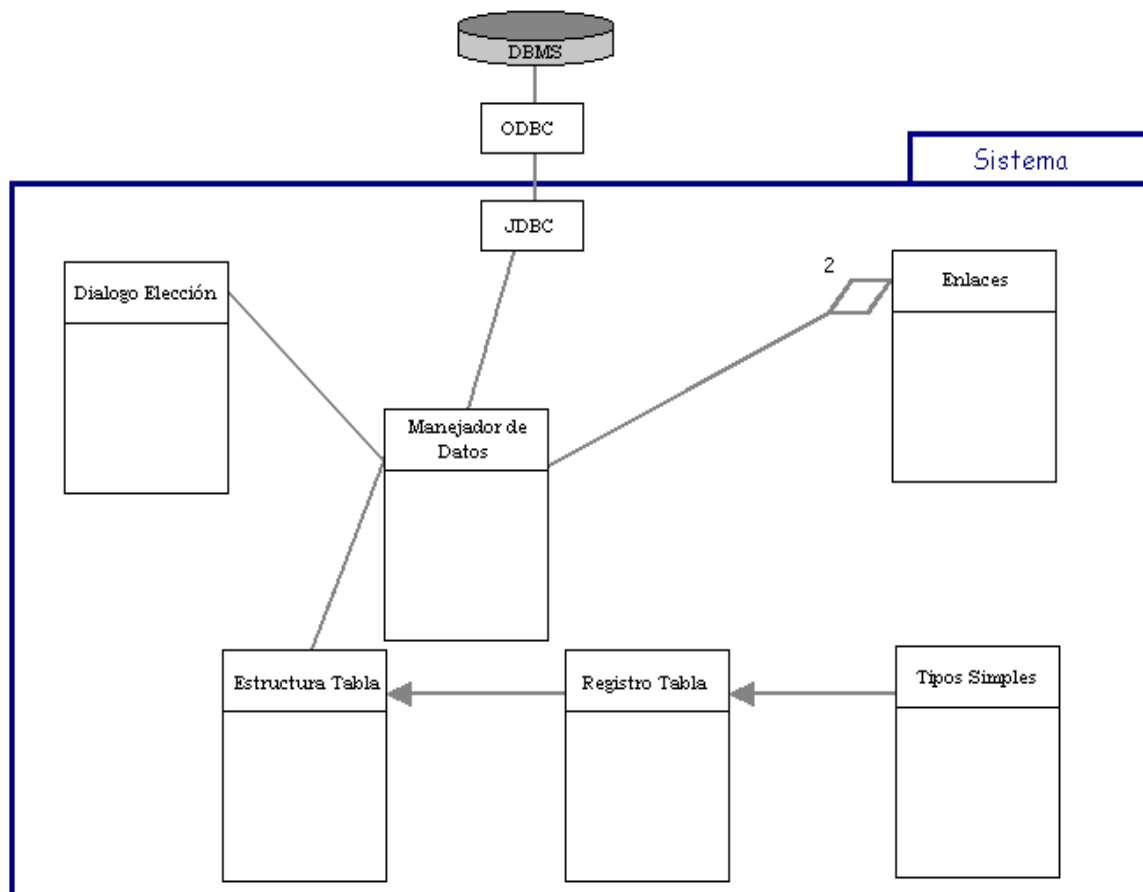 DBMS
ODBC
Sistema
JDBC
2
Dialogo Elección
Enlaces
Manejador de
Datos
Estructura Tabla
Registro Tabla
Tipos Simples